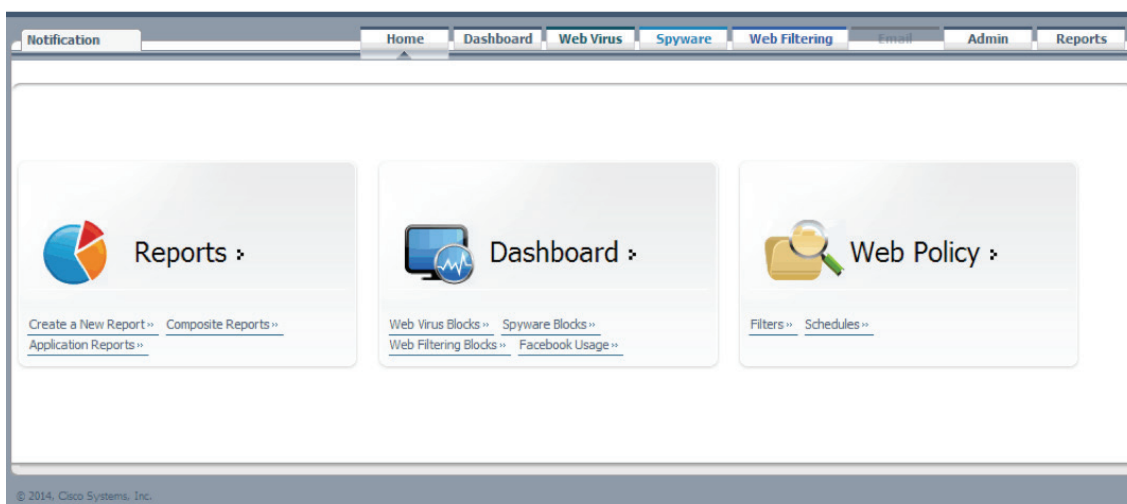 Notification
Home Dashboard Web Virus Spyware Web Filtering Email Admin Reports
Reports
Create a New Report » Composite Reports »
Application Reports »
Dashboard
Web Virus Blocks » Spyware Blocks »
Web Filtering Blocks » Facebook Usage »
Web Policy
Filters » Schedules »
© 2014, Cisco Systems, Inc.